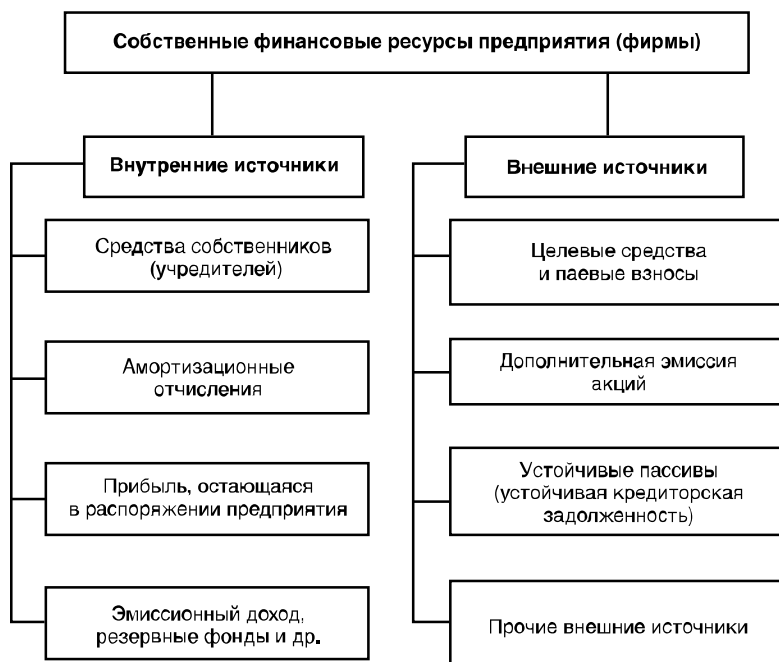 Собственные финансовые ресурсы предприятия (фирмы)
Внутренние источники
Средства собственников
(учредителей)
Амортизационные
отчисления
Прибыль, остающаяся
в распоряжении предприятия
Эмиссионный доход,
резервные фонды и др.
Внешние источники
Целевые средства
и паевые взносы
Дополнительная эмиссия
акций
Устойчивые пассивы
(устойчивая кредиторская
задолженность)
Прочие внешние источники